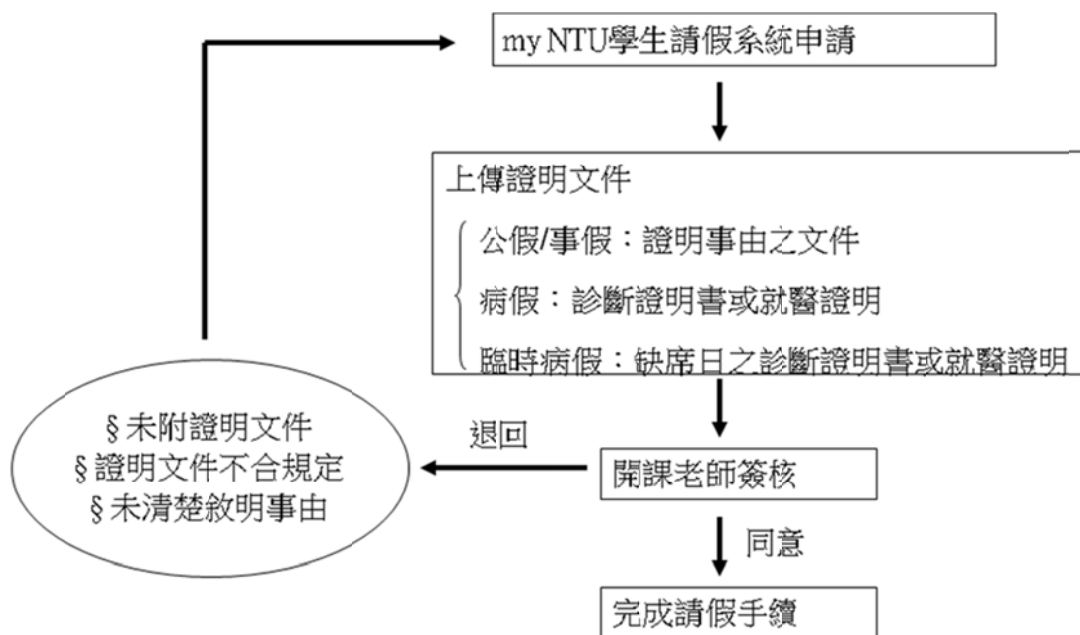 my NTU學生請假系統申請
上傳證明文件
公假/事假：證明事由之文件
病假：診斷證明書或就醫證明
臨時病假：缺席日之診斷證明書或就醫證明
§未附證明文件
§證明文件不合規定
§未清楚敘明事由
退回
開課老師簽核
同意
完成請假手續